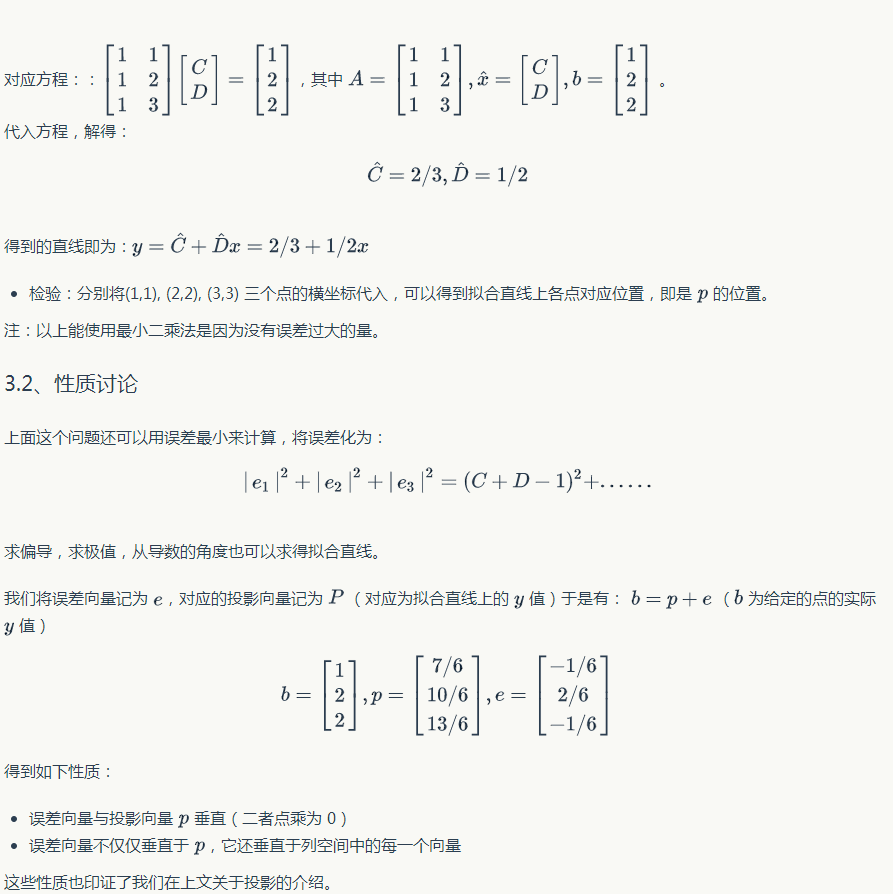 对应方程：: $\begin{bmatrix} 1 & 1 \\ 1 & 2 \\ 1 & 3 \end{bmatrix} \begin{bmatrix} C \\ D \end{bmatrix} = \begin{bmatrix} 1 \\ 2 \\ 2 \end{bmatrix}$ ，其中 $A = \begin{bmatrix} 1 & 1 \\ 1 & 2 \\ 1 & 3 \end{bmatrix}, \hat{x} = \begin{bmatrix} C \\ D \end{bmatrix}, b = \begin{bmatrix} 1 \\ 2 \\ 2 \end{bmatrix}$ 。
代入方程，解得：
$\hat{C} = 2/3, \hat{D} = 1/2$
得到的直线即为：$y = \hat{C} + \hat{D}x = 2/3 + 1/2x$
• 检验：分别将(1,1), (2,2), (3,3) 三个点的横坐标代入，可以得到拟合直线上各点对应位置，即是 $p$ 的位置。
注：以上能使用最小二乘法是因为没有误差过大的量。
3.2、性质讨论
上面这个问题还可以用误差最小来计算，将误差化为：
$|e_1|^2 + |e_2|^2 + |e_3|^2 = (C + D - 1)^2 + ......$
求偏导，求极值，从导数的角度也可以求得拟合直线。
我们将误差向量记为 $e$，对应的投影向量记为 $P$（对应为拟合直线上的 $y$ 值）于是有： $b = p + e$（$b$ 为给定的点的实际
$y$ 值）
$b = \begin{bmatrix} 1 \\ 2 \\ 2 \end{bmatrix}, p = \begin{bmatrix} 7/6 \\ 10/6 \\ 13/6 \end{bmatrix}, e = \begin{bmatrix} -1/6 \\ 2/6 \\ -1/6 \end{bmatrix}$
得到如下性质：
• 误差向量与投影向量 $p$ 垂直（二者点乘为 0）
• 误差向量不仅仅垂直于 $p$，它还垂直于列空间中的每一个向量
这些性质也印证了我们在上文关于投影的介绍。